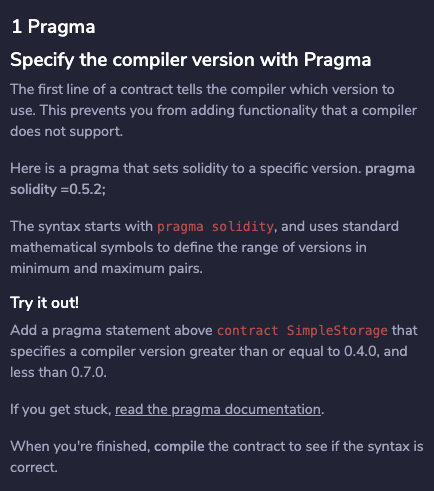 1 Pragma
Specify the compiler version with Pragma
The first line of a contract tells the compiler which version to
use. This prevents you from adding functionality that a compiler
does not support.
Here is a pragma that sets solidity to a specific version. pragma
solidity =0.5.2;
The syntax starts with pragma solidity, and uses standard
mathematical symbols to define the range of versions in
minimum and maximum pairs.
Try it out!
Add a pragma statement above contract SimpleStorage that
specifies a compiler version greater than or equal to 0.4.0, and
less than 0.7.0.
If you get stuck, read the pragma documentation.
When you're finished, compile the contract to see if the syntax is
correct.